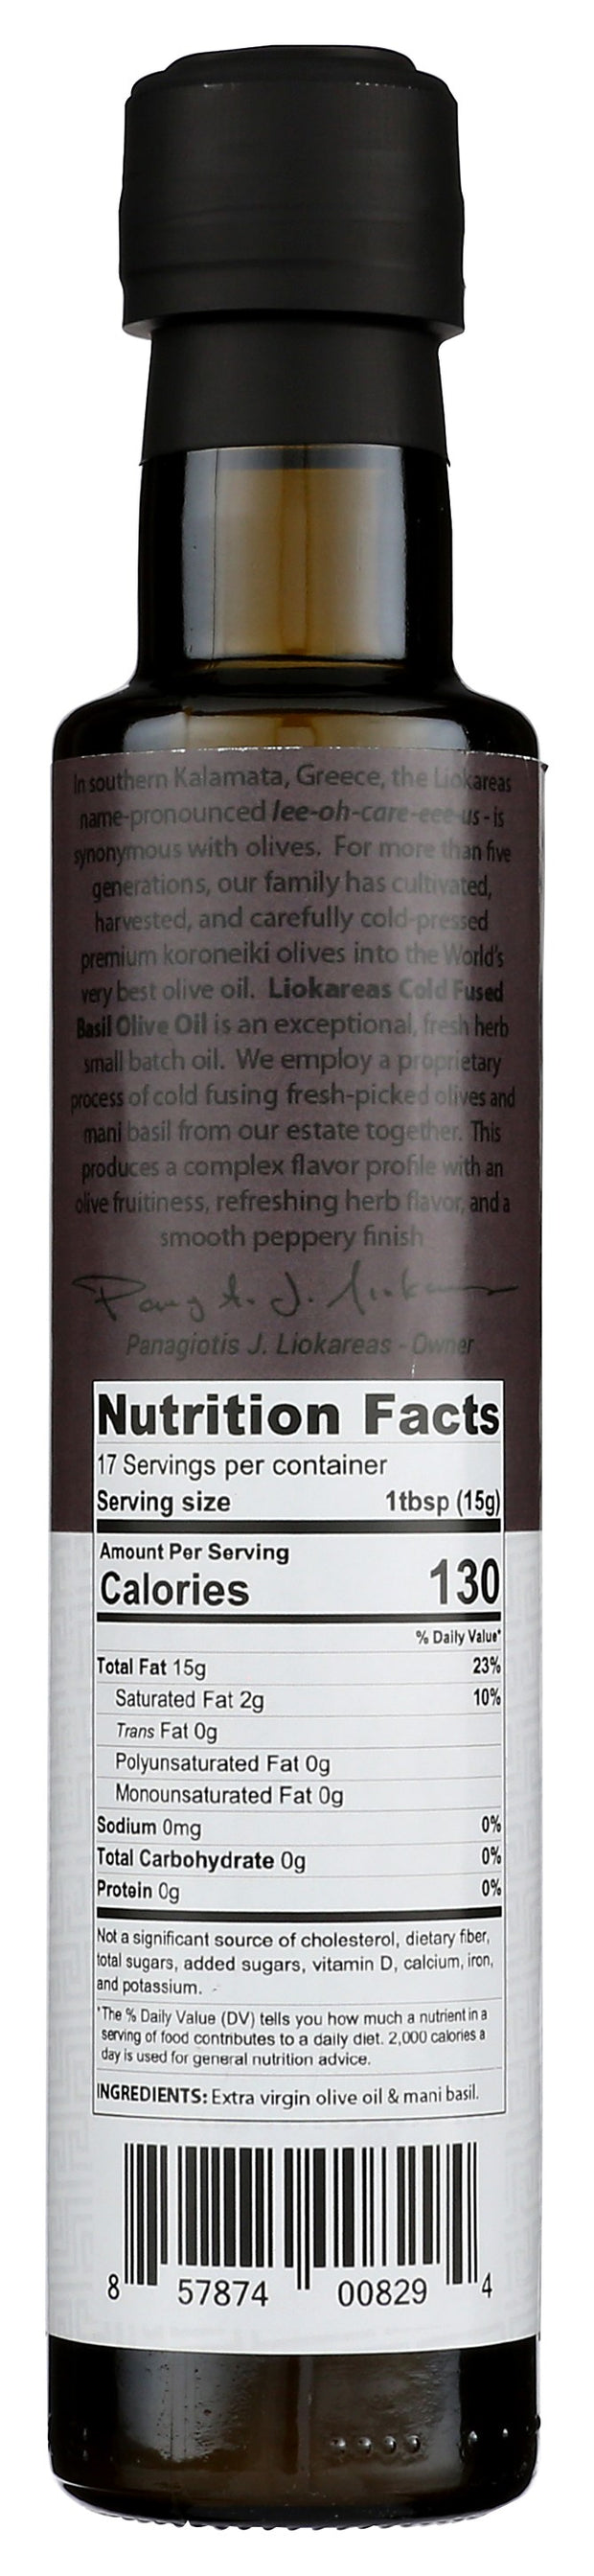 In southern Kalamata, Greece, the Liokareas
name-pronounced lee-oh-care-eee-us - is
synonymous with olives. For more than five
generations, our family has cultivated,
harvested, and carefully cold-pressed
premium koroneiki olives into the World's
very best olive oil. Liokareas Cold Fused
Basil Olive Oil is an exceptional, fresh herb
small batch oil. We employ a proprietary
process of cold fusing fresh-picked olives and
mani basil from our estate together. This
produces a complex flavor profile with an
olive fruitiness, refreshing herb flavor, and a
smooth peppery finish
Panagiotis J. Liokareas - Owner
Nutrition Facts
17 Servings per container
Serving size 1tbsp (15g)
Amount Per Serving
Calories 130
% Daily Value*
Total Fat 15g 23%
Saturated Fat 2g 10%
Trans Fat 0g
Polyunsaturated Fat 0g
Monounsaturated Fat 0g
Sodium 0mg 0%
Total Carbohydrate 0g 0%
Protein 0g 0%
Not a significant source of cholesterol, dietary fiber,
total sugars, added sugars, vitamin D, calcium, iron,
and potassium.
*The % Daily Value (DV) tells you how much a nutrient in a
serving of food contributes to a daily diet. 2,000 calories a
day is used for general nutrition advice.
INGREDIENTS: Extra virgin olive oil & mani basil.
8 57874 00829 4